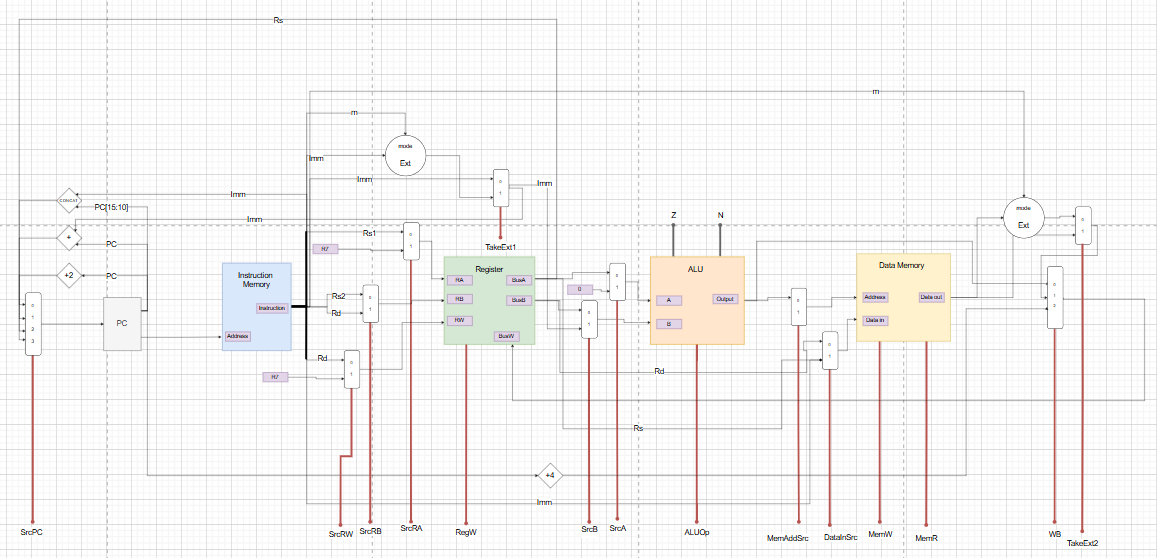 Rs
m
m
mode
Ext
Imm
Imm
0
1
Imm
Imm
CONCAT
PC[15:10]
mode
Ext
0
1
Imm
Z
N
+
PC
Rs1
0
1
R7
TakeExt1
+2
PC
Instruction
Memory
Instruction
Address
Register
RA
BusA
RB
BusB
RW
BusW
0
1
0
ALU
A
Output
B
Data Memory
Address
Data out
Data in
0
1
2
0
1
2
3
PC
Rs2
Rd
0
1
0
1
0
1
0
1
Rd
0
1
R7
Rd
Rs
+4
Imm
SrcPC
SrcRW
SrcRB
SrcRA
RegW
SrcB
SrcA
ALUOp
MemAddSrc
DataInSrc
MemW
MemR
WB
TakeExt2